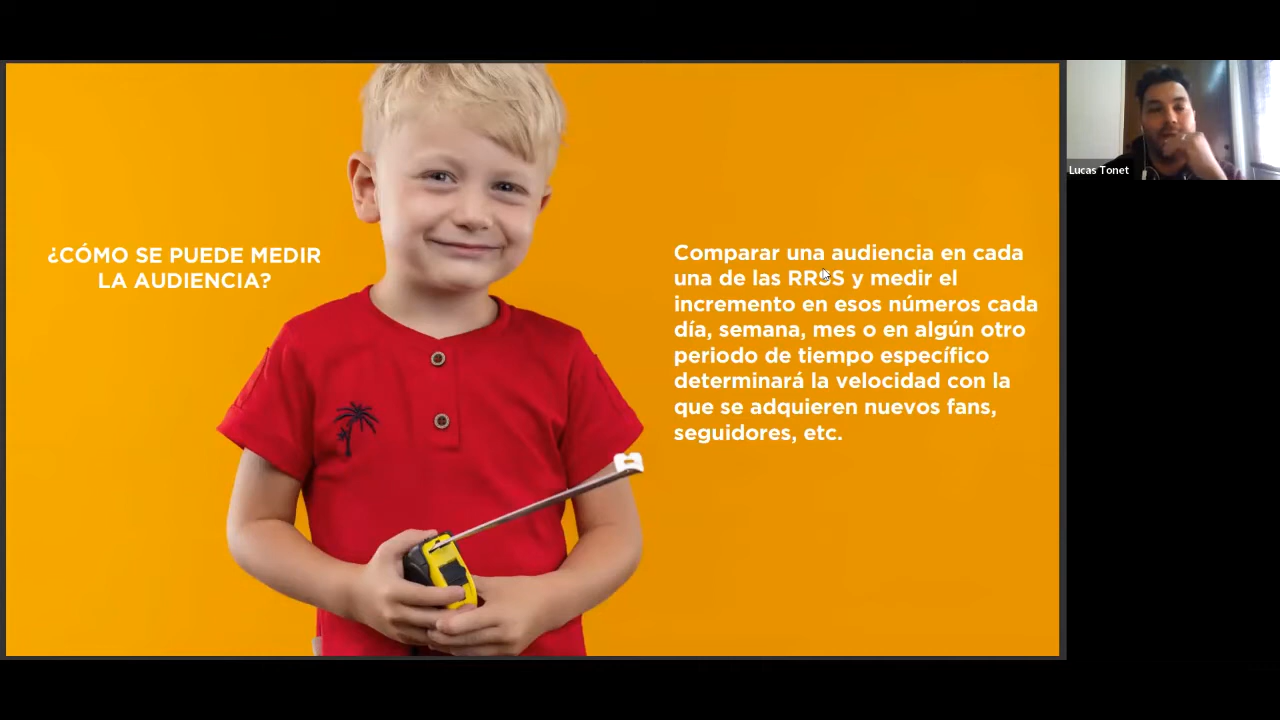 ¿CÓMO SE PUEDE MEDIR
LA AUDIENCIA?
Comparar una audiencia en cada
una de las RRSS y medir el
incremento en esos números cada
día, semana, mes o en algún otro
periodo de tiempo específico
determinará la velocidad con la
que se adquieren nuevos fans,
seguidores, etc.
Lucas Tonet